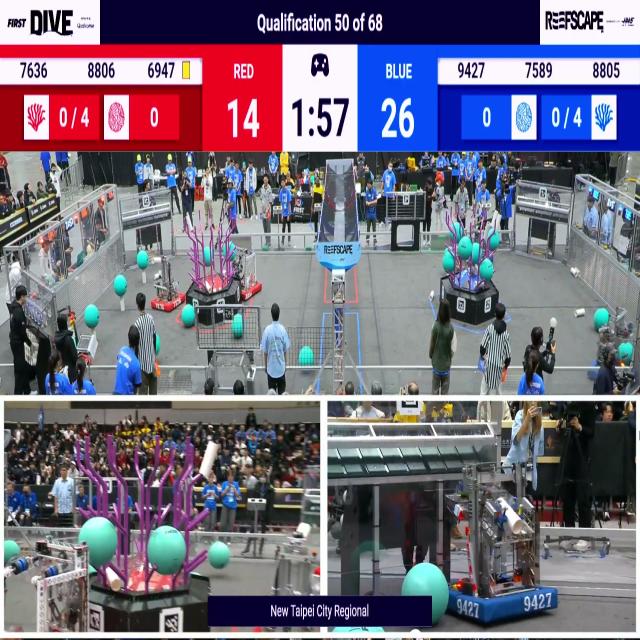 FIRST DIVE
Qualification 50 of 68
REEFSCAPE
7636 8806 6947
RED
BLUE
9427 7589 8805
0 / 4
0
14
1:57
26
0
0 / 4
REEFSCAPE
9427
9427
New Taipei City Regional